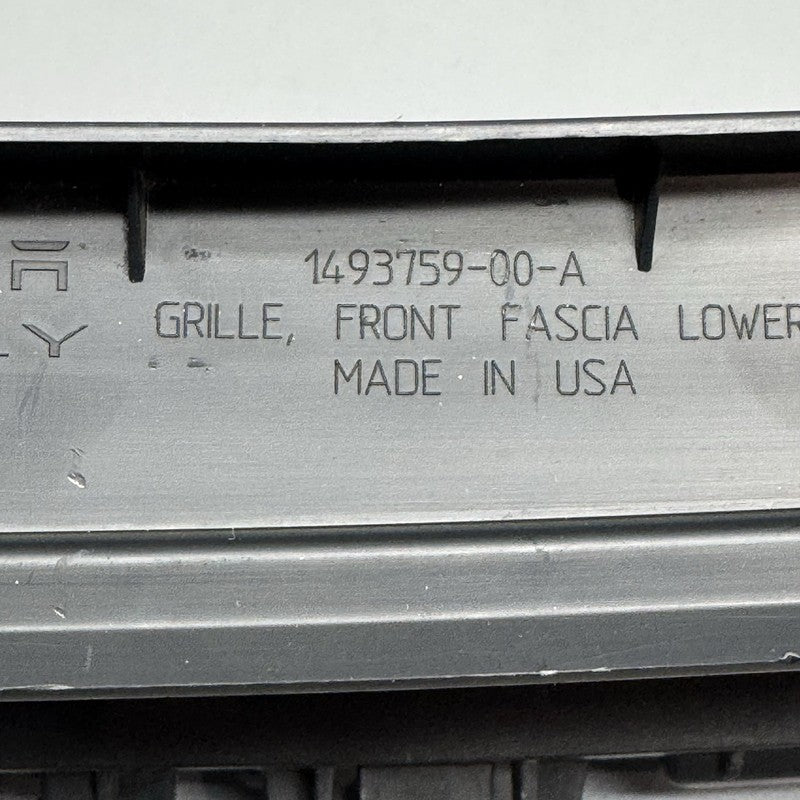 1493759-00-A
GRILLE, FRONT FASCIA LOWER
MADE IN USA